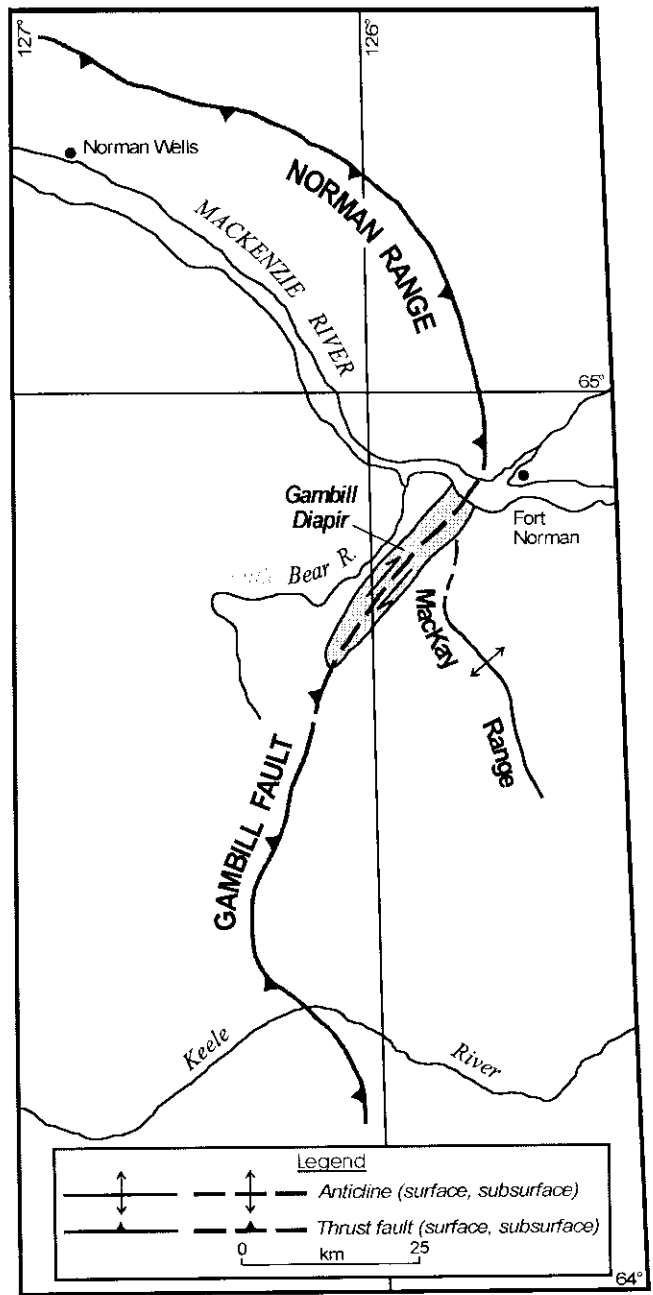 127°
126°
Norman Wells
NORMAN RANGE
MACKENZIE RIVER
65°
Gambill
Diapir
Fort
Norman
Bear R.
MacKay
Range
GAMBILL FAULT
Keele
River
Legend
Anticline (surface, subsurface)
Thrust fault (surface, subsurface)
0 25
km
64°